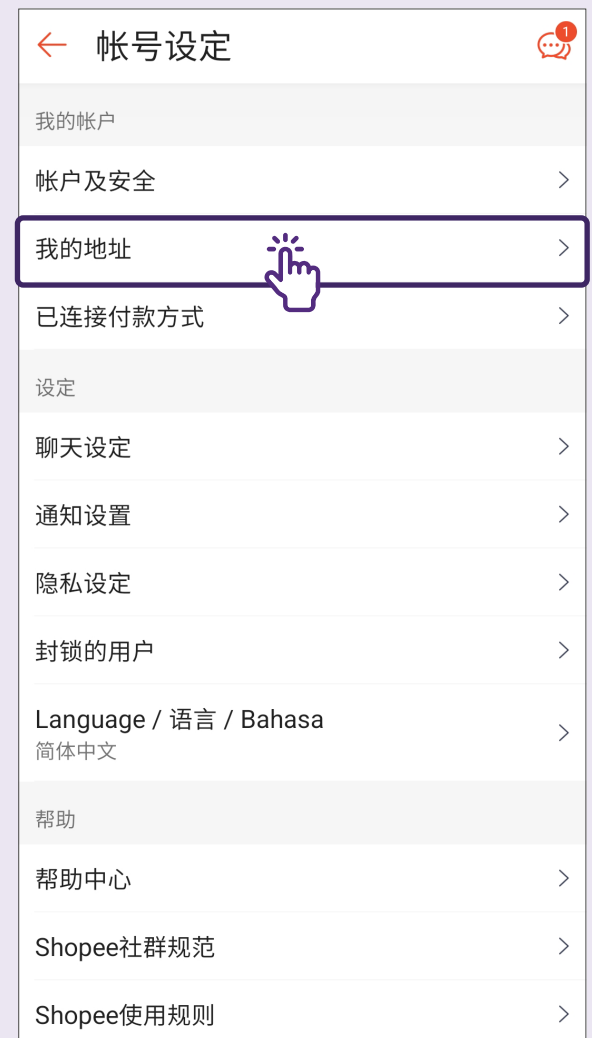 帐号设定
1
我的帐户
帐户及安全
我的地址
已连接付款方式
设定
聊天设定
通知设置
隐私设定
封锁的用户
Language / 语言 / Bahasa
简体中文
帮助
帮助中心
Shopee社群规范
Shopee使用规则